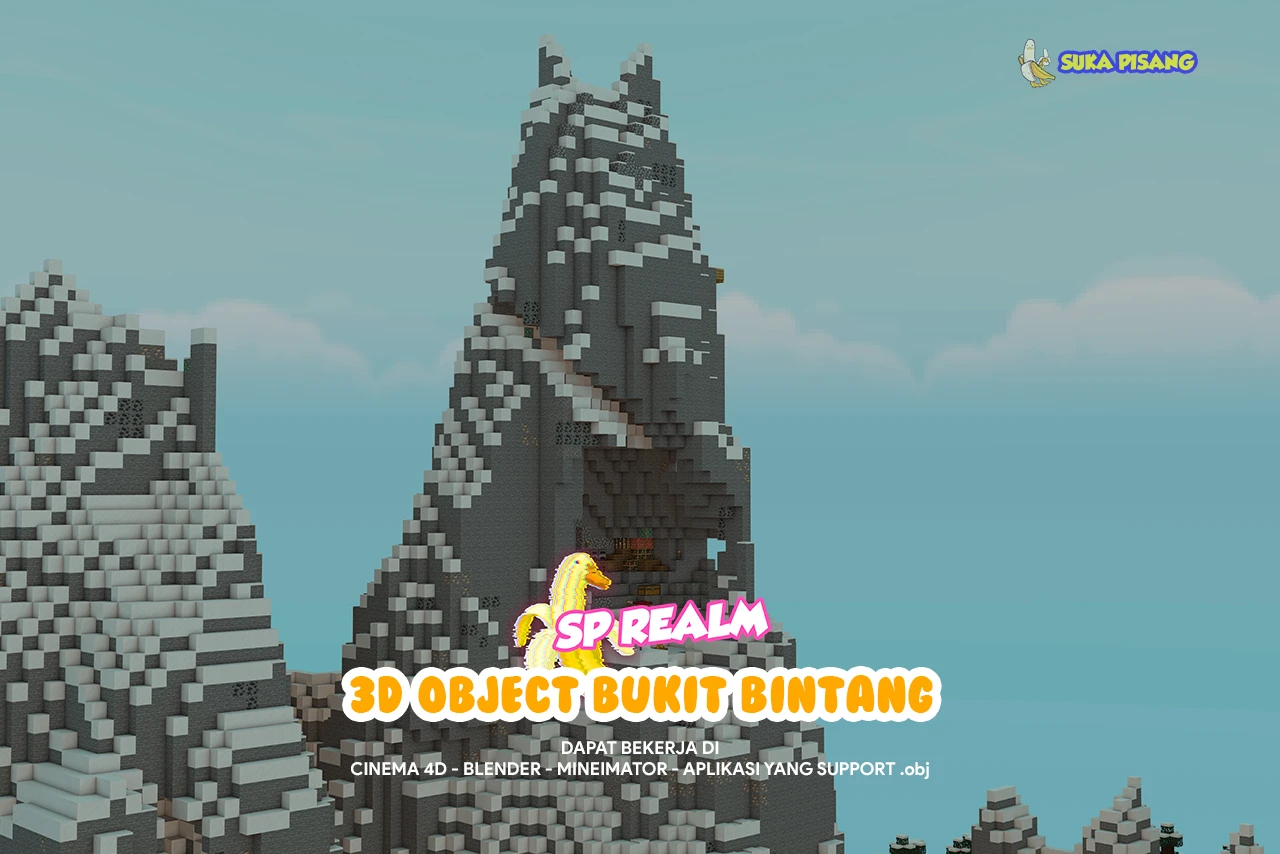 SUKA PISANG
SP REALM
3D OBJECT BUKIT BINTANG
DAPAT BEKERJA DI
CINEMA 4D - BLENDER - MINEIMATOR - APLIKASI YANG SUPPORT .obj